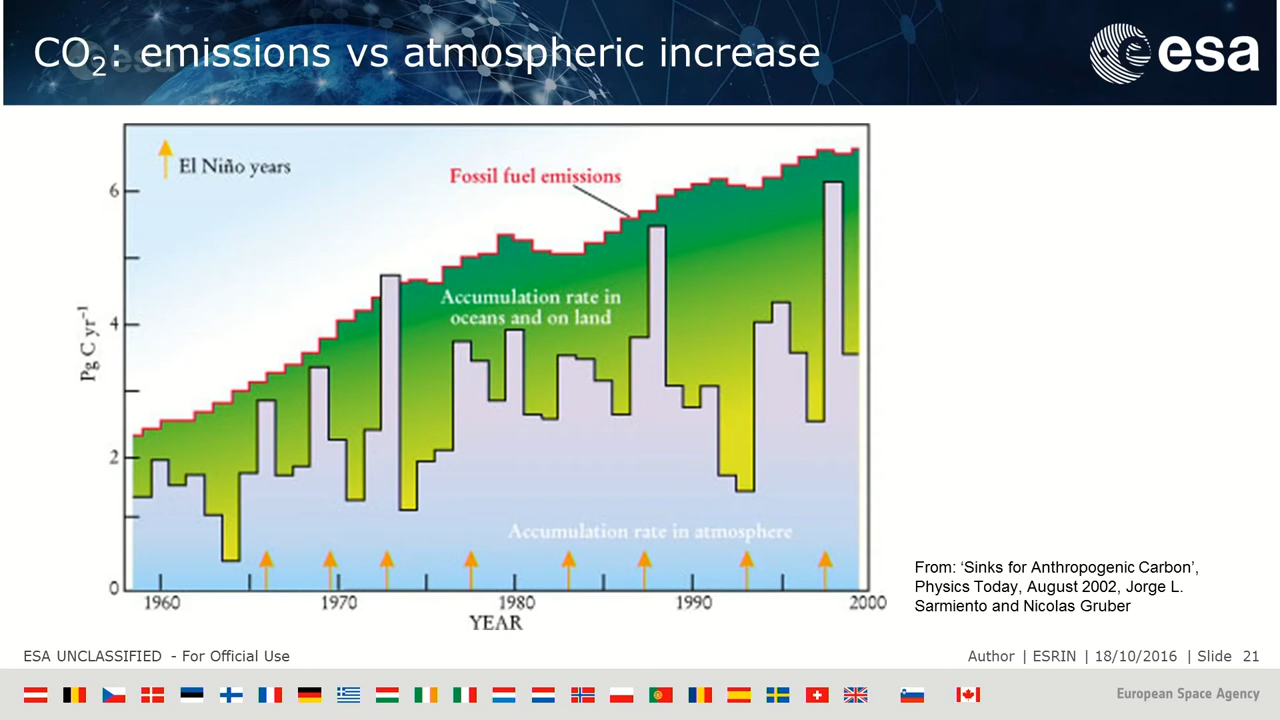 CO₂: emissions vs atmospheric increase
esa
El Niño years
Fossil fuel emissions
Accumulation rate in
oceans and on land
Accumulation rate in atmosphere
Pg C yr⁻¹
6
4
2
0
1960 1970 1980 1990 2000
YEAR
From: ‘Sinks for Anthropogenic Carbon’,
Physics Today, August 2002, Jorge L.
Sarmiento and Nicolas Gruber
ESA UNCLASSIFIED - For Official Use
Author | ESRIN | 18/10/2016 | Slide 21
European Space Agency